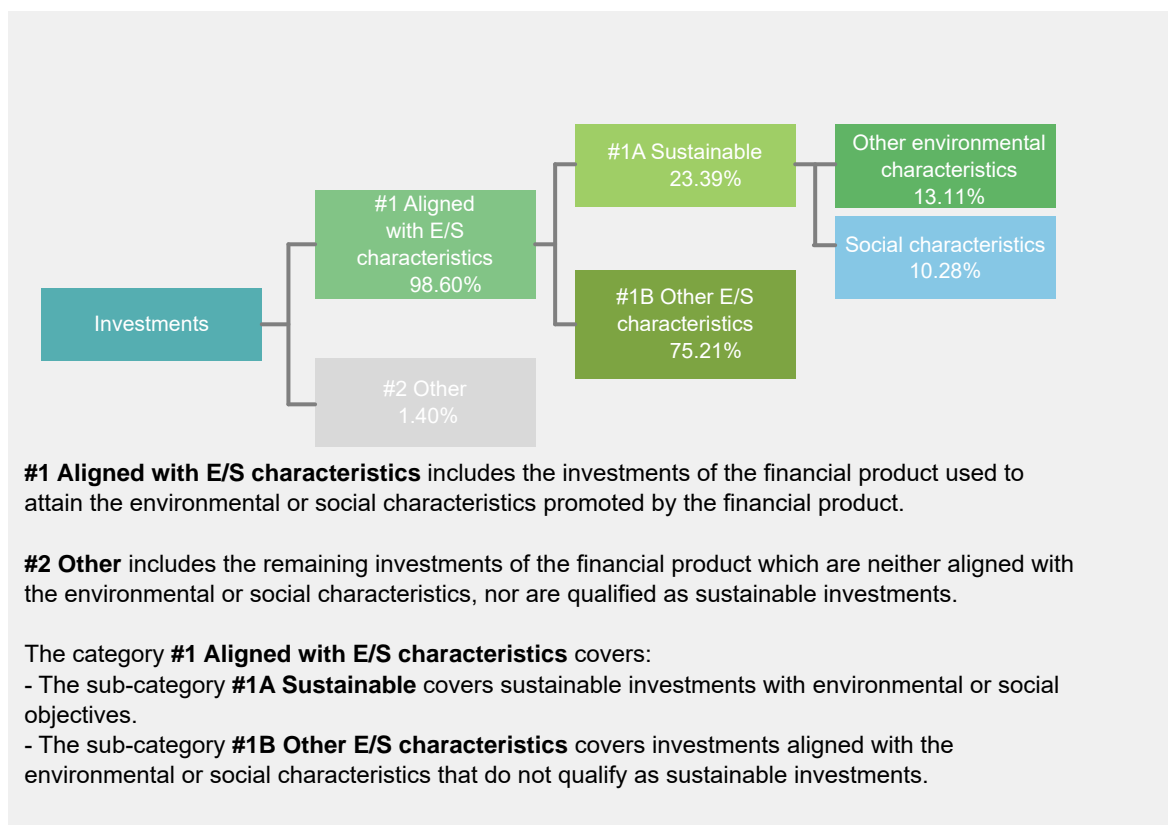 Investments
#1 Aligned
with E/S
characteristics
98.60%
#2 Other
1.40%
#1A Sustainable
23.39%
#1B Other E/S
characteristics
75.21%
Other environmental
characteristics
13.11%
Social characteristics
10.28%
#1 Aligned with E/S characteristics includes the investments of the financial product used to
attain the environmental or social characteristics promoted by the financial product.
#2 Other includes the remaining investments of the financial product which are neither aligned with
the environmental or social characteristics, nor are qualified as sustainable investments.
The category #1 Aligned with E/S characteristics covers:
- The sub-category #1A Sustainable covers sustainable investments with environmental or social
objectives.
- The sub-category #1B Other E/S characteristics covers investments aligned with the
environmental or social characteristics that do not qualify as sustainable investments.